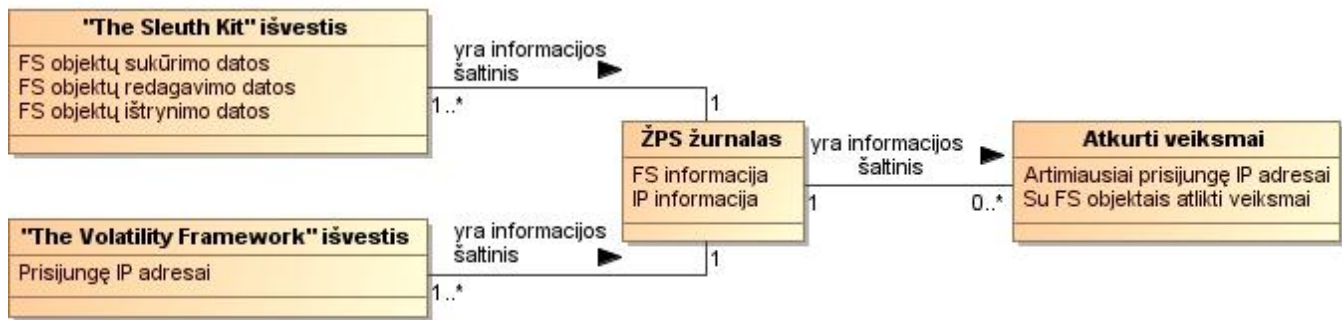 "The Sleuth Kit" išvestis
FS objektų sukūrimo datos
FS objektų redagavimo datos
FS objektų ištrynimo datos
yra informacijos
šaltinis
1..*
1
ŽPS žurnalas
FS informacija
IP informacija
yra informacijos
šaltinis
1
0..*
Atkurti veiksmai
Artimiausiai prisijungę IP adresai
Su FS objektais atlikti veiksmai
"The Volatility Framework" išvestis
Prisijungę IP adresai
yra informacijos
šaltinis
1..*
1